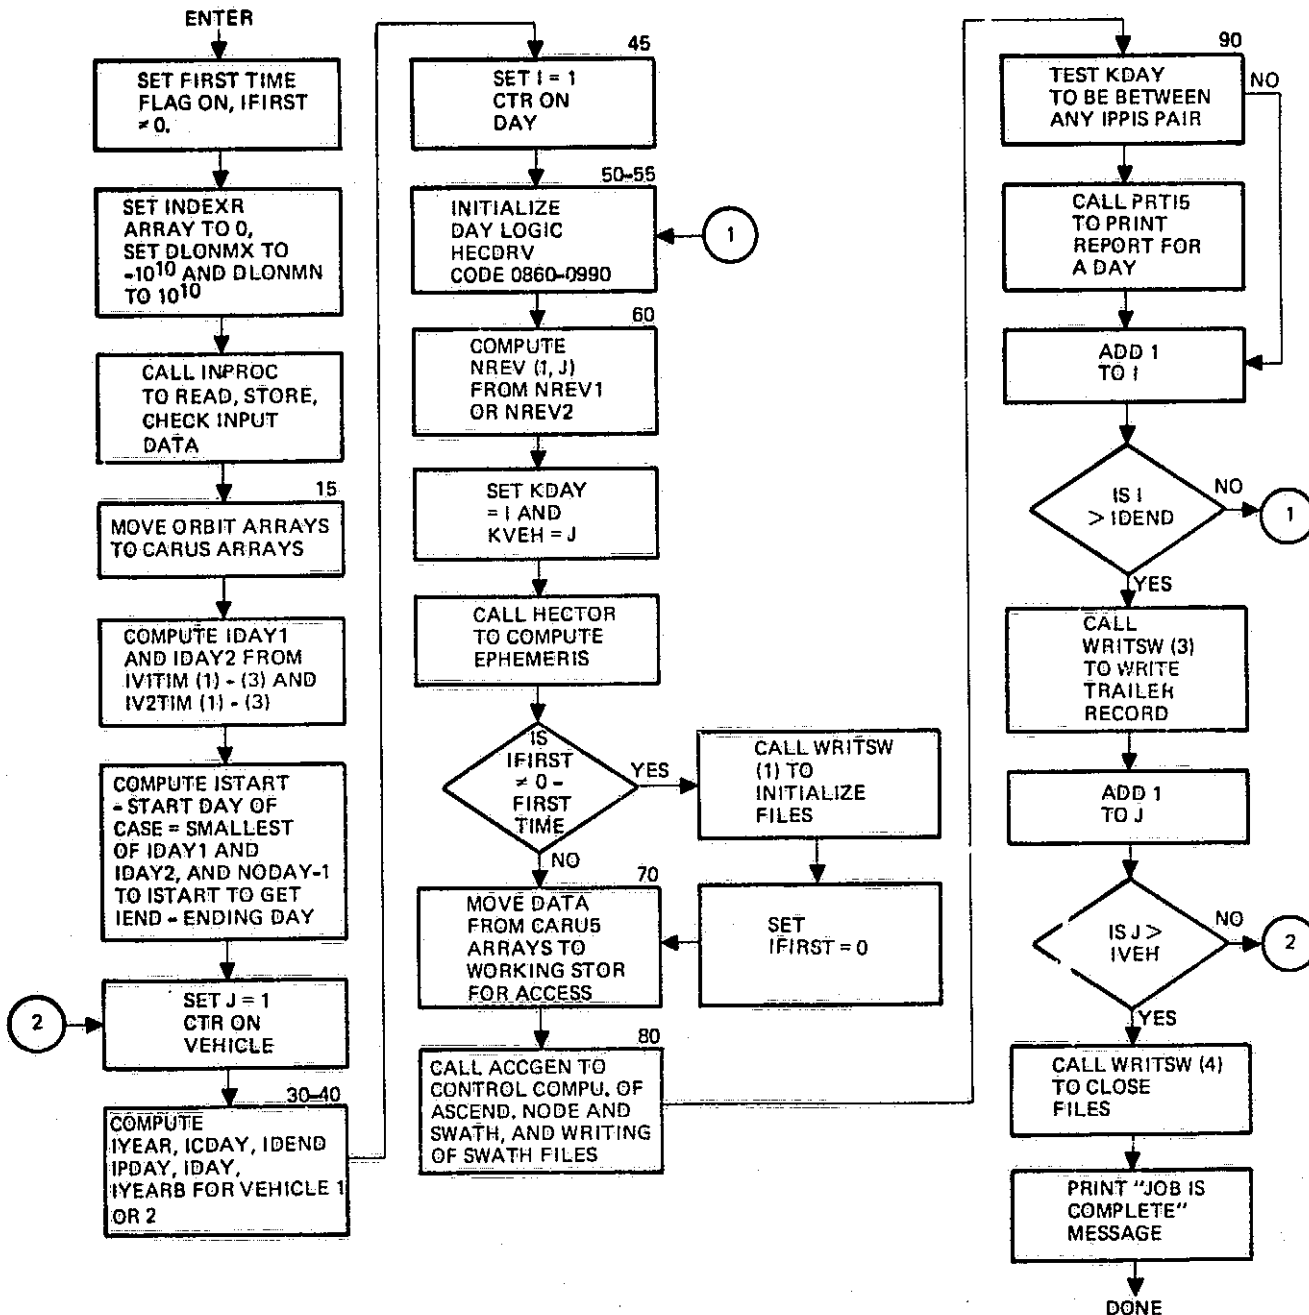 ENTER
SET FIRST TIME
FLAG ON, IFIRST
≠ 0.
SET INDEXR
ARRAY TO 0,
SET DLONMX TO
-10^10 AND DLONMN
TO 10^10
CALL INPROC
TO READ, STORE,
CHECK INPUT
DATA
15
MOVE ORBIT ARRAYS
TO CARUS ARRAYS
COMPUTE IDAY1
AND IDAY2 FROM
IV1TIM (1) - (3) AND
IV2TIM (1) - (3)
COMPUTE ISTART
- START DAY OF
CASE = SMALLEST
OF IDAY1 AND
IDAY2, AND NODAY-1
TO ISTART TO GET
IEND - ENDING DAY
2
SET J = 1
CTR ON
VEHICLE
30-40
COMPUTE
IYEAR, ICDAY, IDEND
IPDAY, IDAY,
IYEARB FOR VEHICLE 1
OR 2
45
SET I = 1
CTR ON
DAY
50-55
INITIALIZE
DAY LOGIC
HECDRV
CODE 0860-0990
1
60
COMPUTE
NREV (1, J)
FROM NREV1
OR NREV2
SET KDAY
= I AND
KVEH = J
CALL HECTOR
TO COMPUTE
EPHEMERIS
IS
IFIRST
≠ 0 -
FIRST
TIME
YES
NO
CALL WRITSW
(1) TO
INITIALIZE
FILES
SET
IFIRST = 0
70
MOVE DATA
FROM CARU5
ARRAYS TO
WORKING STOR
FOR ACCESS
80
CALL ACCGEN TO
CONTROL COMPU. OF
ASCEND. NODE AND
SWATH, AND WRITING
OF SWATH FILES
90
TEST KDAY
TO BE BETWEEN
ANY IPPIS PAIR
NO
CALL PRTI5
TO PRINT
REPORT FOR
A DAY
ADD 1
TO I
IS I
> IDEND
NO
1
YES
CALL
WRITSW (3)
TO WRITE
TRAILER
RECORD
ADD 1
TO J
IS J >
IVEH
NO
2
YES
CALL WRITSW (4)
TO CLOSE
FILES
PRINT "JOB IS
COMPLETE"
MESSAGE
DONE